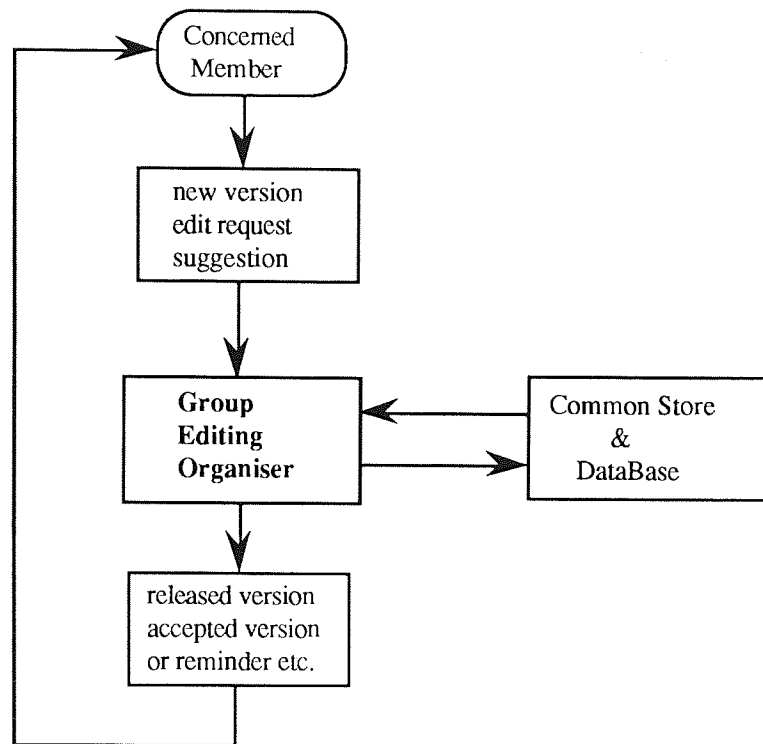 Concerned
Member
new version
edit request
suggestion
Group
Editing
Organiser
Common Store
&
DataBase
released version
accepted version
or reminder etc.